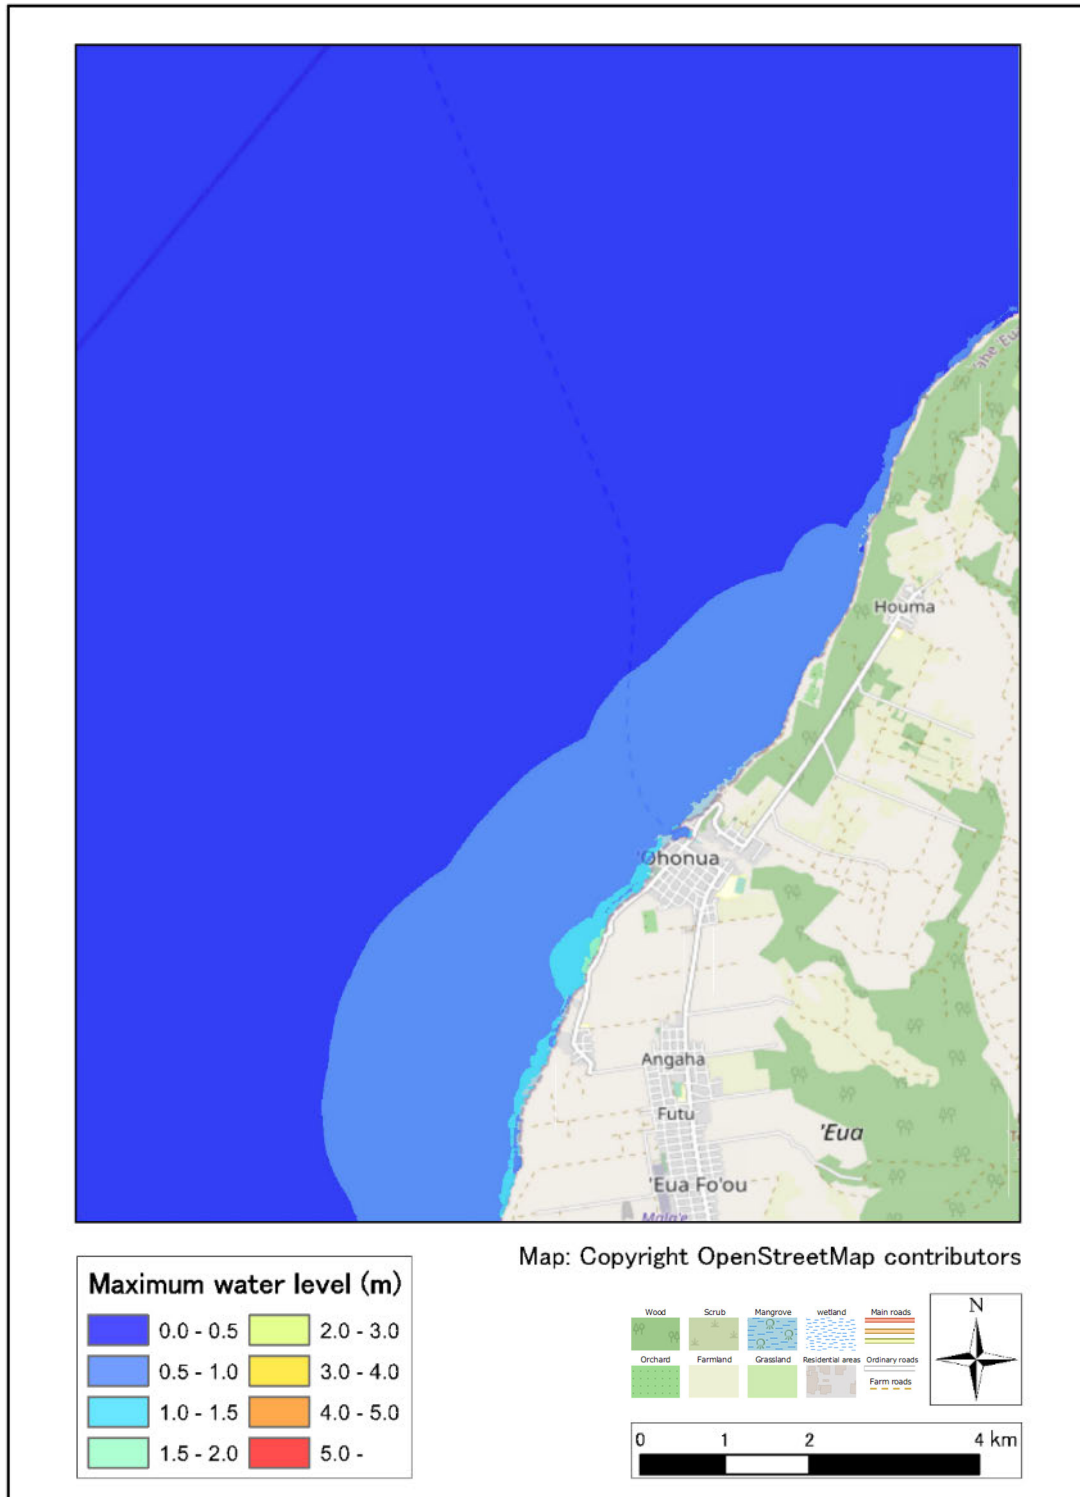 'Ohonua
Houma
Angaha
Futu
'Eua
'Eua Fo'ou
Mala'e
Map: Copyright OpenStreetMap contributors
Maximum water level (m)
0.0 - 0.5
2.0 - 3.0
0.5 - 1.0
3.0 - 4.0
1.0 - 1.5
4.0 - 5.0
1.5 - 2.0
5.0 -
Wood
Scrub
Mangrove
wetland
Main roads
Orchard
Farmland
Grassland
Residential areas
Ordinary roads
Farm roads
N
0 1 2 4 km